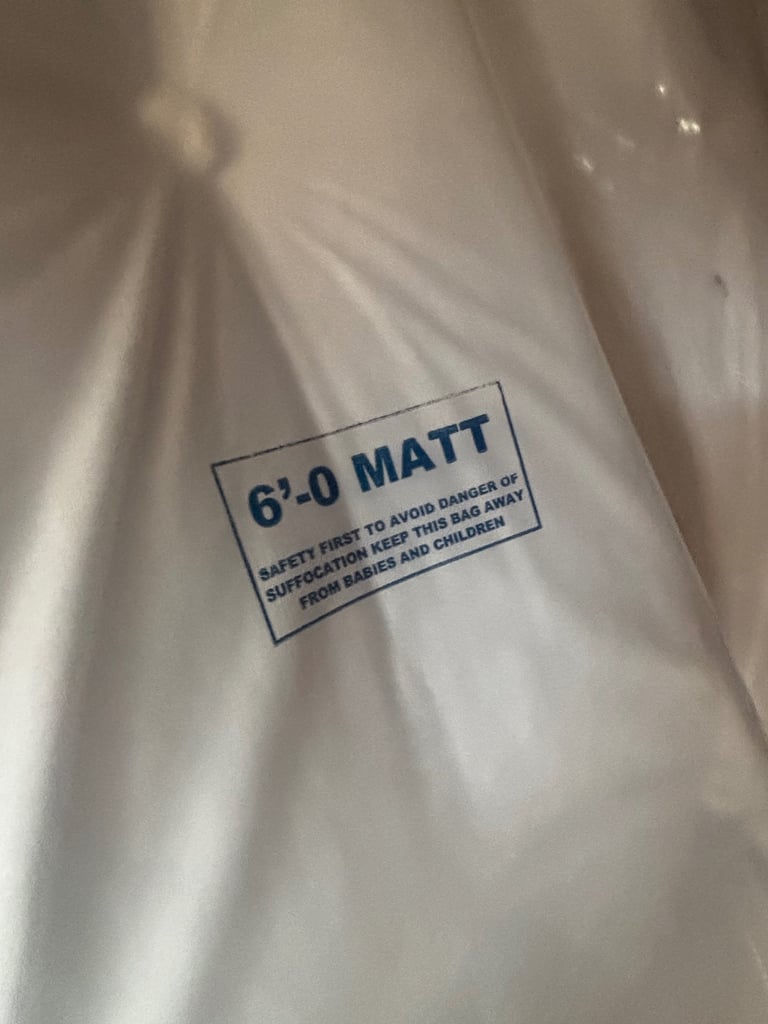 6'-0 MATT
SAFETY FIRST TO AVOID DANGER OF
SUFFOCATION KEEP THIS BAG AWAY
FROM BABIES AND CHILDREN